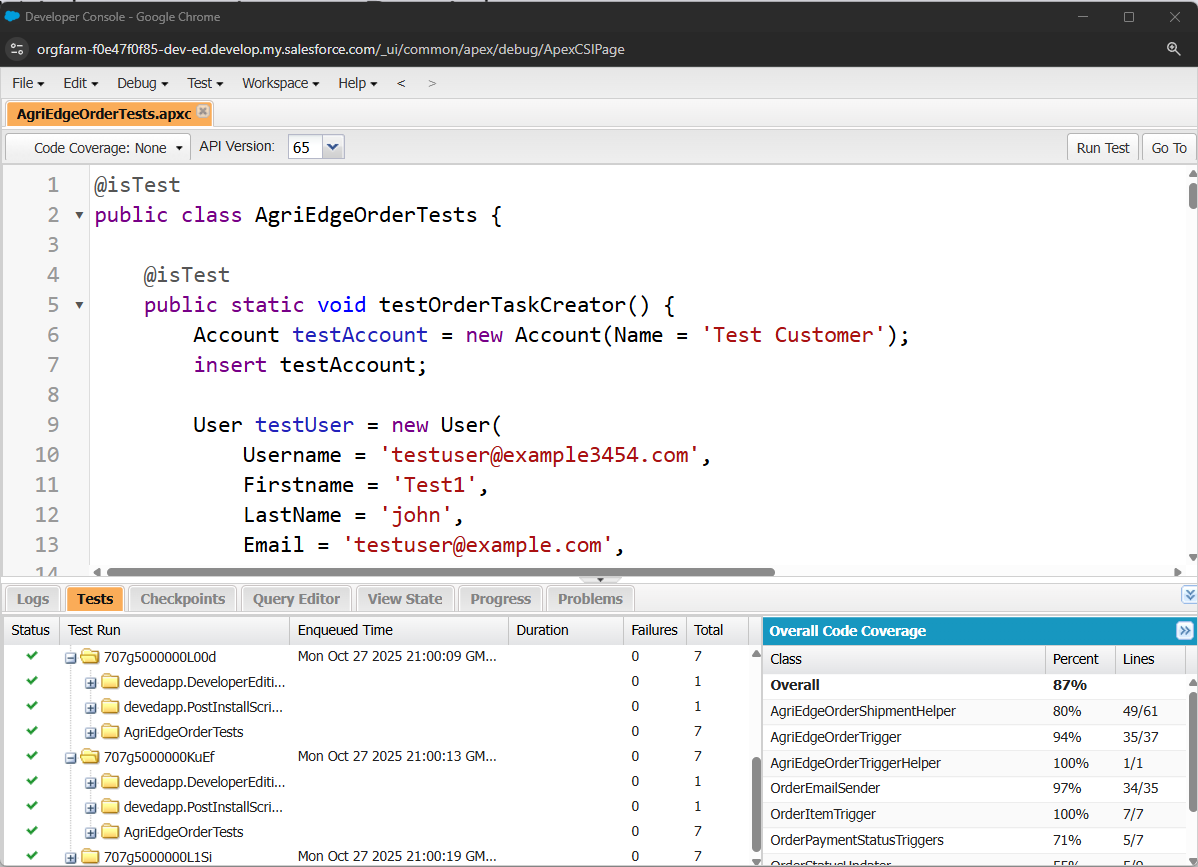 Developer Console - Google Chrome
orgfarm-f0e47f0f85-dev-ed.develop.my.salesforce.com/_ui/common/apex/debug/ApexCSIPage
File Edit Debug Test Workspace Help < >
AgriEdgeOrderTests.apxc
Code Coverage: None API Version: 65 Run Test Go To
1 @isTest
2 public class AgriEdgeOrderTests {
3
4 @isTest
5 public static void testOrderTaskCreator() {
6 Account testAccount = new Account(Name = 'Test Customer');
7 insert testAccount;
8
9 User testUser = new User(
10 Username = 'testuser@example3454.com',
11 Firstname = 'Test1',
12 LastName = 'john',
13 Email = 'testuser@example.com',
14
Logs Tests Checkpoints Query Editor View State Progress Problems
Status Test Run Enqueued Time Duration Failures Total
707g5000000L00d Mon Oct 27 2025 21:00:09 GM... 0 7
devedapp.DeveloperEditi... 0 1
devedapp.PostInstallScri... 0 1
AgriEdgeOrderTests 0 7
707g5000000KuEf Mon Oct 27 2025 21:00:13 GM... 0 7
devedapp.DeveloperEditi... 0 1
devedapp.PostInstallScri... 0 1
AgriEdgeOrderTests 0 7
707g5000000L1Si Mon Oct 27 2025 21:00:19 GM... 0 7
Overall Code Coverage
Class Percent Lines
Overall 87%
AgriEdgeOrderShipmentHelper 80% 49/61
AgriEdgeOrderTrigger 94% 35/37
AgriEdgeOrderTriggerHelper 100% 1/1
OrderEmailSender 97% 34/35
OrderItemTrigger 100% 7/7
OrderPaymentStatusTriggers 71% 5/7
OrderStatusUpdater 55% 5/9